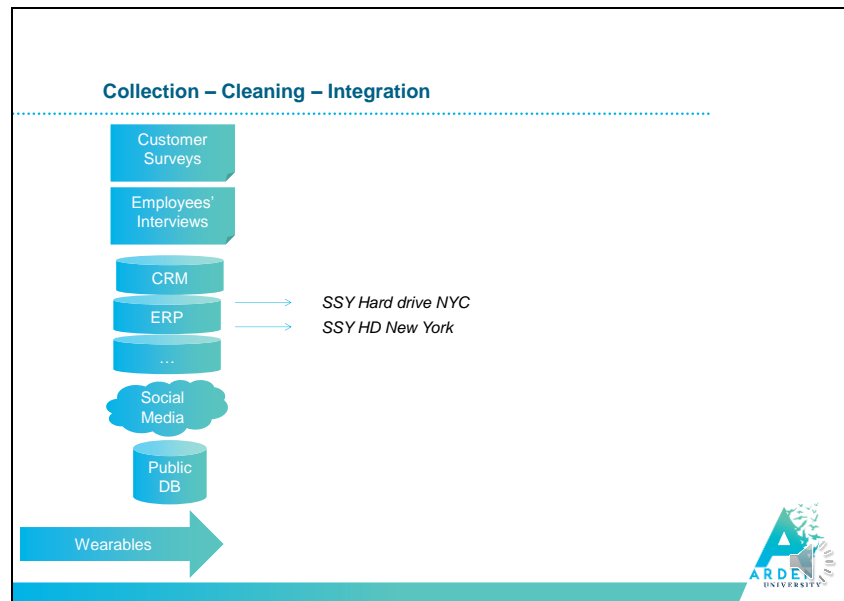 Collection – Cleaning – Integration
Customer
Surveys
Employees’
Interviews
CRM
ERP
…
SSY Hard drive NYC
SSY HD New York
Social
Media
Public
DB
Wearables
ARDEN
UNIVERSITY